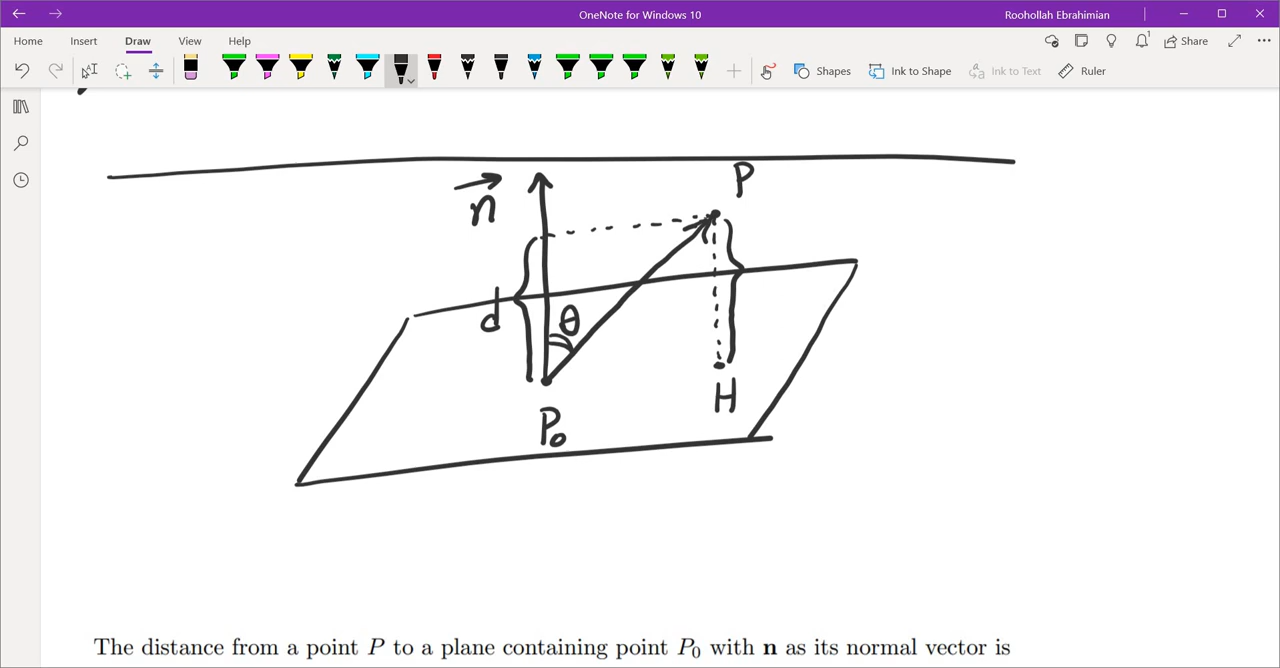 OneNote for Windows 10
Roohollah Ebrahimian
Home Insert Draw View Help
1
Share
Shapes
Ink to Shape
Ink to Text
Ruler
n
P
d
θ
H
P₀
The distance from a point P to a plane containing point P₀ with n as its normal vector is